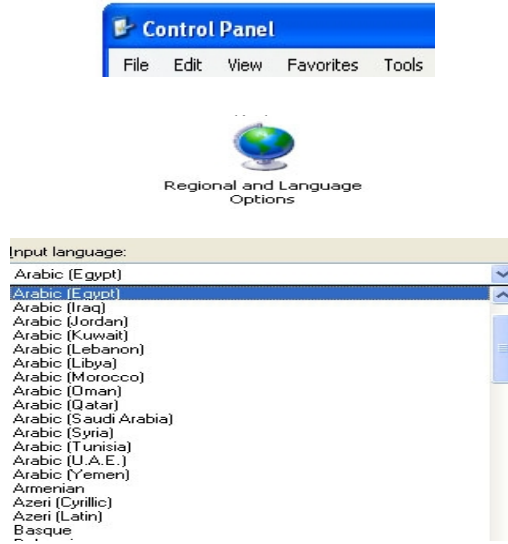 Control Panel
File Edit View Favorites Tools
Regional and Language
Options
Input language:
Arabic (Egypt)
Arabic (Egypt)
Arabic (Iraq)
Arabic (Jordan)
Arabic (Kuwait)
Arabic (Lebanon)
Arabic (Libya)
Arabic (Morocco)
Arabic (Oman)
Arabic (Qatar)
Arabic (Saudi Arabia)
Arabic (Syria)
Arabic (Tunisia)
Arabic (U.A.E.)
Arabic (Yemen)
Armenian
Azeri (Cyrillic)
Azeri (Latin)
Basque